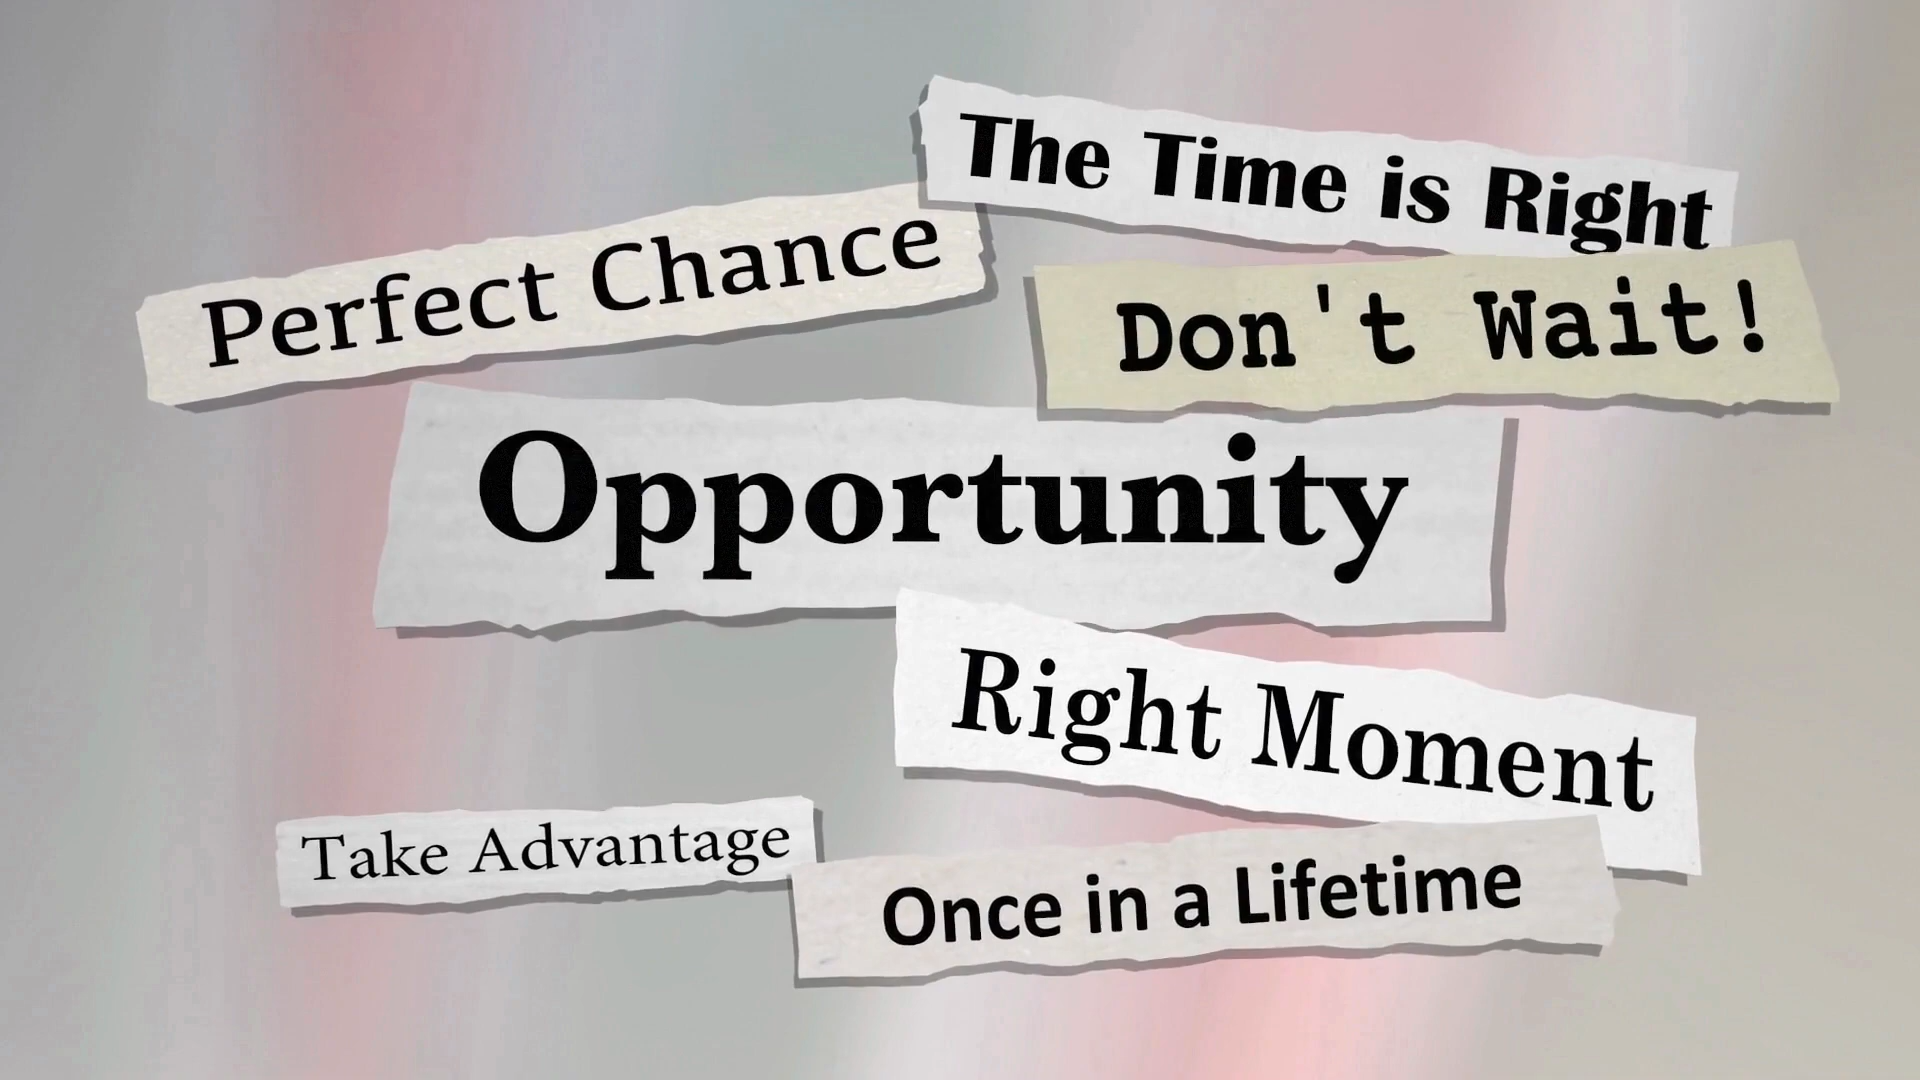 The Time is Right
Perfect Chance
Don't Wait!
Opportunity
Right Moment
Take Advantage
Once in a Lifetime